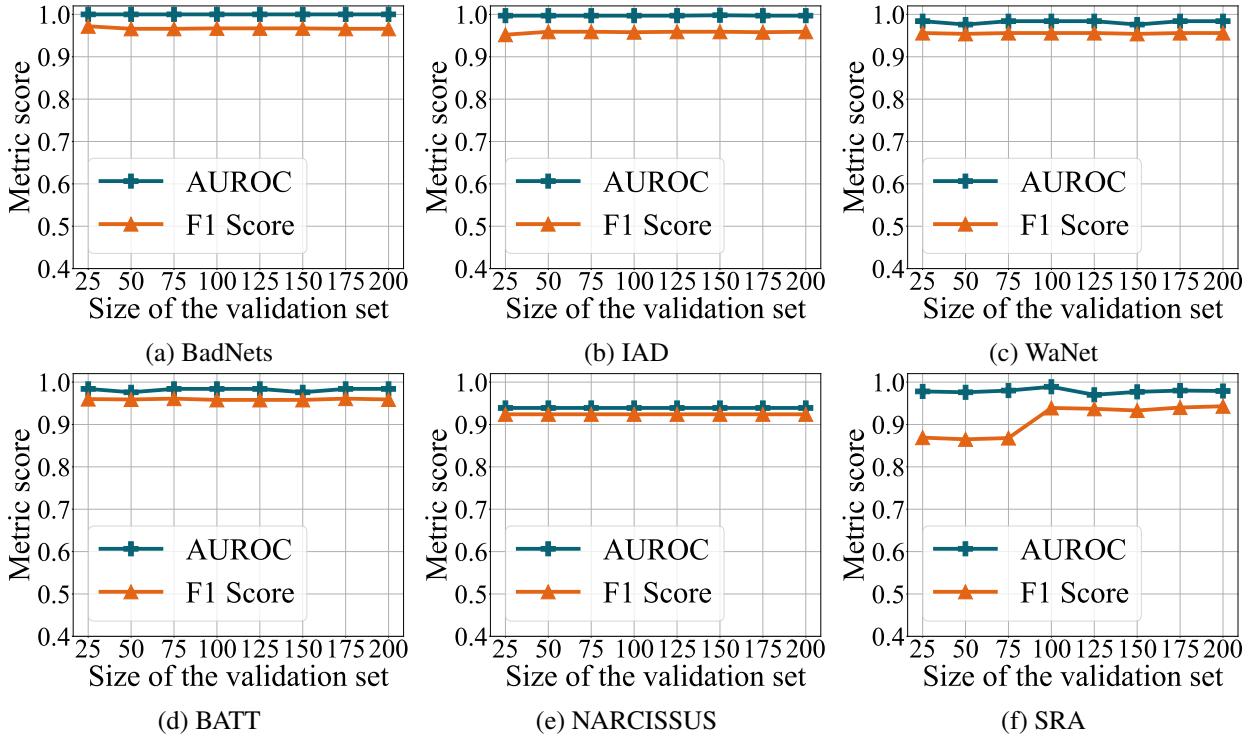 1.0
0.9
0.8
0.7
0.6
0.5
0.4
Metric score
AUROC
F1 Score
25 50 75 100 125 150 175 200
Size of the validation set
(a) BadNets
1.0
0.9
0.8
0.7
0.6
0.5
0.4
Metric score
AUROC
F1 Score
25 50 75 100 125 150 175 200
Size of the validation set
(b) IAD
1.0
0.9
0.8
0.7
0.6
0.5
0.4
Metric score
AUROC
F1 Score
25 50 75 100 125 150 175 200
Size of the validation set
(c) WaNet
1.0
0.9
0.8
0.7
0.6
0.5
0.4
Metric score
AUROC
F1 Score
25 50 75 100 125 150 175 200
Size of the validation set
(d) BATT
1.0
0.9
0.8
0.7
0.6
0.5
0.4
Metric score
AUROC
F1 Score
25 50 75 100 125 150 175 200
Size of the validation set
(e) NARCISSUS
1.0
0.9
0.8
0.7
0.6
0.5
0.4
Metric score
AUROC
F1 Score
25 50 75 100 125 150 175 200
Size of the validation set
(f) SRA